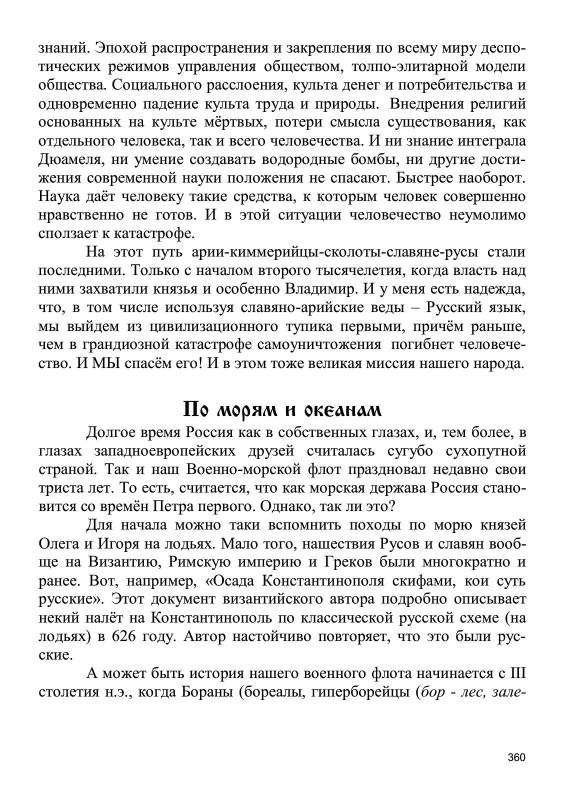 знаний. Эпохой распространения и закрепления по всему миру деспо-
тических режимов управления обществом, толпо-элитарной модели
общества. Социального расслоения, культа денег и потребительства и
одновременно падение культа труда и природы. Внедрения религий
основанных на культе мёртвых, потери смысла существования, как
отдельного человека, так и всего человечества. И ни знание интеграла
Дюамеля, ни умение создавать водородные бомбы, ни другие дости-
жения современной науки положения не спасают. Быстрее наоборот.
Наука даёт человеку такие средства, к которым человек совершенно
нравственно не готов. И в этой ситуации человечество неумолимо
сползает к катастрофе.
На этот путь арии-киммерийцы-сколоты-славяне-русы стали
последними. Только с началом второго тысячелетия, когда власть над
ними захватили князья и особенно Владимир. И у меня есть надежда,
что, в том числе используя славяно-арийские веды – Русский язык,
мы выйдем из цивилизационного тупика первыми, причём раньше,
чем в грандиозной катастрофе самоуничтожения погибнет человече-
ство. И МЫ спасём его! И в этом тоже великая миссия нашего народа.
По морям и океанам
Долгое время Россия как в собственных глазах, и, тем более, в
глазах западноевропейских друзей считалась сугубо сухопутной
страной. Так и наш Военно-морской флот праздновал недавно свои
триста лет. То есть, считается, что как морская держава Россия стано-
вится со времён Петра первого. Однако, так ли это?
Для начала можно таки вспомнить походы по морю князей
Олега и Игоря на лодьях. Мало того, нашествия Русов и славян вооб-
ще на Византию, Римскую империю и Греков были многократно и
ранее. Вот, например, «Осада Константинополя скифами, кои суть
русские». Этот документ византийского автора подробно описывает
некий налёт на Константинополь по классической русской схеме (на
лодьях) в 626 году. Автор настойчиво повторяет, что это были рус-
ские.
А может быть история нашего военного флота начинается с III
столетия н.э., когда Бораны (бореалы, гиперборейцы (бор - лес, зале-
360